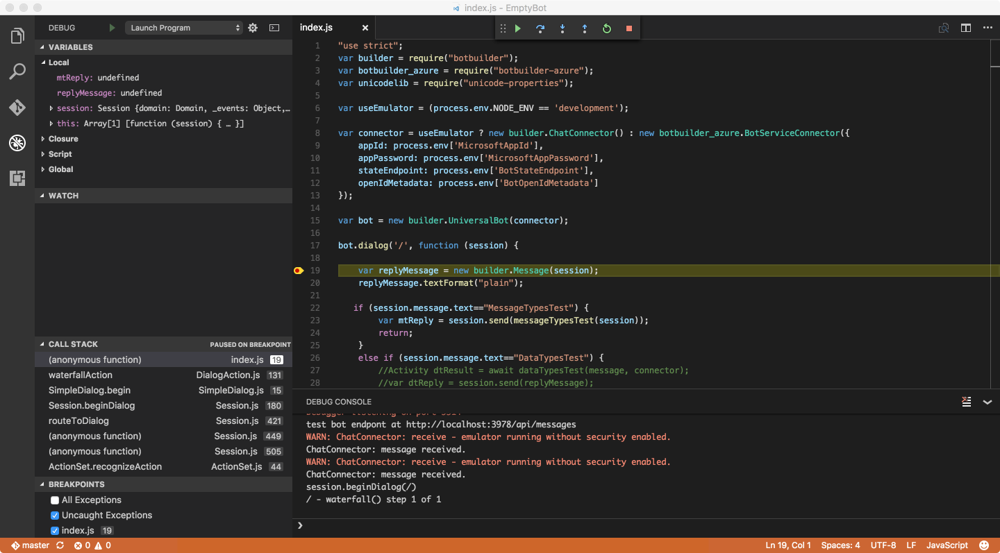 index.js - EmptyBot
DEBUG
Launch Program
VARIABLES
Local
mtReply: undefined
replyMessage: undefined
session: Session {domain: Domain, _events: Object,…
this: Array[1] [function (session) { … }]
Closure
Script
Global
WATCH
CALL STACK PAUSED ON BREAKPOINT
(anonymous function) index.js 19
waterfallAction DialogAction.js 131
SimpleDialog.begin SimpleDialog.js 15
Session.beginDialog Session.js 180
routeToDialog Session.js 421
(anonymous function) Session.js 449
(anonymous function) Session.js 505
ActionSet.recognizeAction ActionSet.js 44
BREAKPOINTS
All Exceptions
Uncaught Exceptions
index.js 19
index.js
1 "use strict";
2 var builder = require("botbuilder");
3 var botbuilder_azure = require("botbuilder-azure");
4 var unicodelib = require("unicode-properties");
5
6 var useEmulator = (process.env.NODE_ENV == 'development');
7
8 var connector = useEmulator ? new builder.ChatConnector() : new botbuilder_azure.BotServiceConnector({
9 appId: process.env['MicrosoftAppId'],
10 appPassword: process.env['MicrosoftAppPassword'],
11 stateEndpoint: process.env['BotStateEndpoint'],
12 openIdMetadata: process.env['BotOpenIdMetadata']
13 });
14
15 var bot = new builder.UniversalBot(connector);
16
17 bot.dialog('/', function (session) {
18
19 var replyMessage = new builder.Message(session);
20 replyMessage.textFormat("plain");
21
22 if (session.message.text=="MessageTypesTest") {
23 var mtReply = session.send(messageTypesTest(session));
24 return;
25 }
26 else if (session.message.text=="DataTypesTest") {
27 //Activity dtResult = await dataTypesTest(message, connector);
28 //var dtReply = session.send(replyMessage);
DEBUG CONSOLE
Debugger listening on port
test bot endpont at http://localhost:3978/api/messages
WARN: ChatConnector: receive - emulator running without security enabled.
ChatConnector: message received.
WARN: ChatConnector: receive - emulator running without security enabled.
ChatConnector: message received.
session.beginDialog(/)
/ - waterfall() step 1 of 1
master 0 0 Ln 19, Col 1 Spaces: 4 UTF-8 LF JavaScript